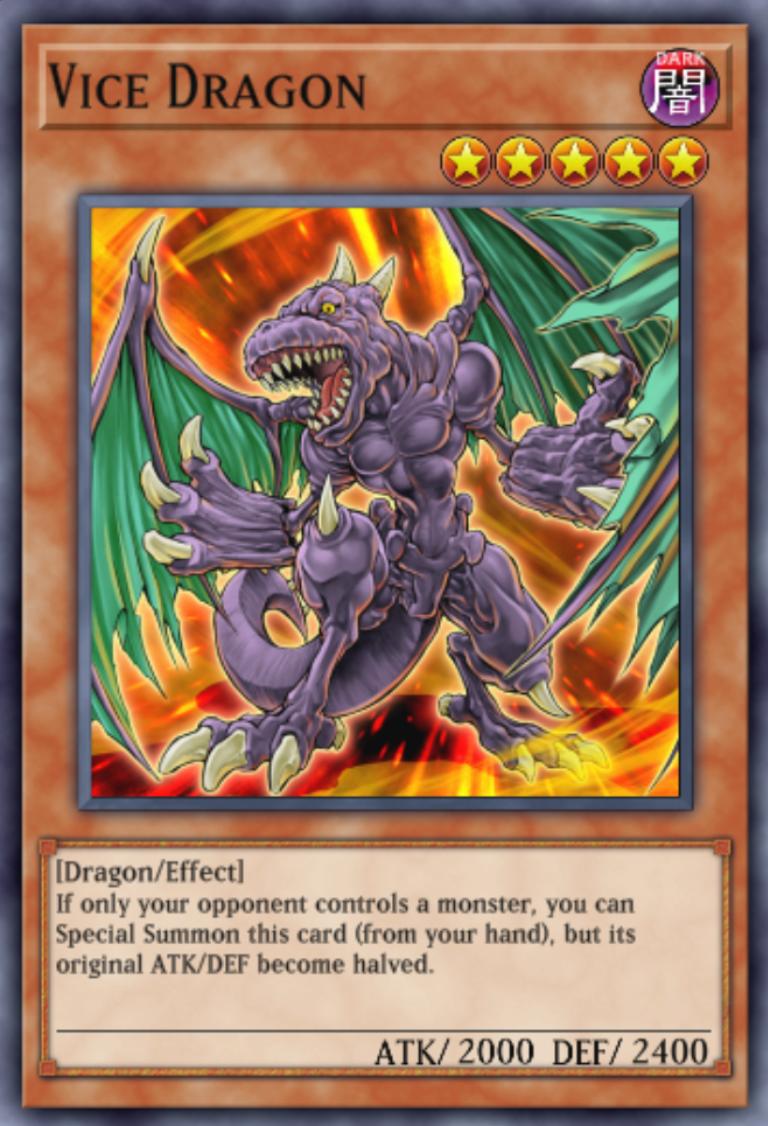 Vice Dragon
DARK
闇
[Dragon/Effect]
If only your opponent controls a monster, you can
Special Summon this card (from your hand), but its
original ATK/DEF become halved.
ATK/ 2000 DEF/ 2400